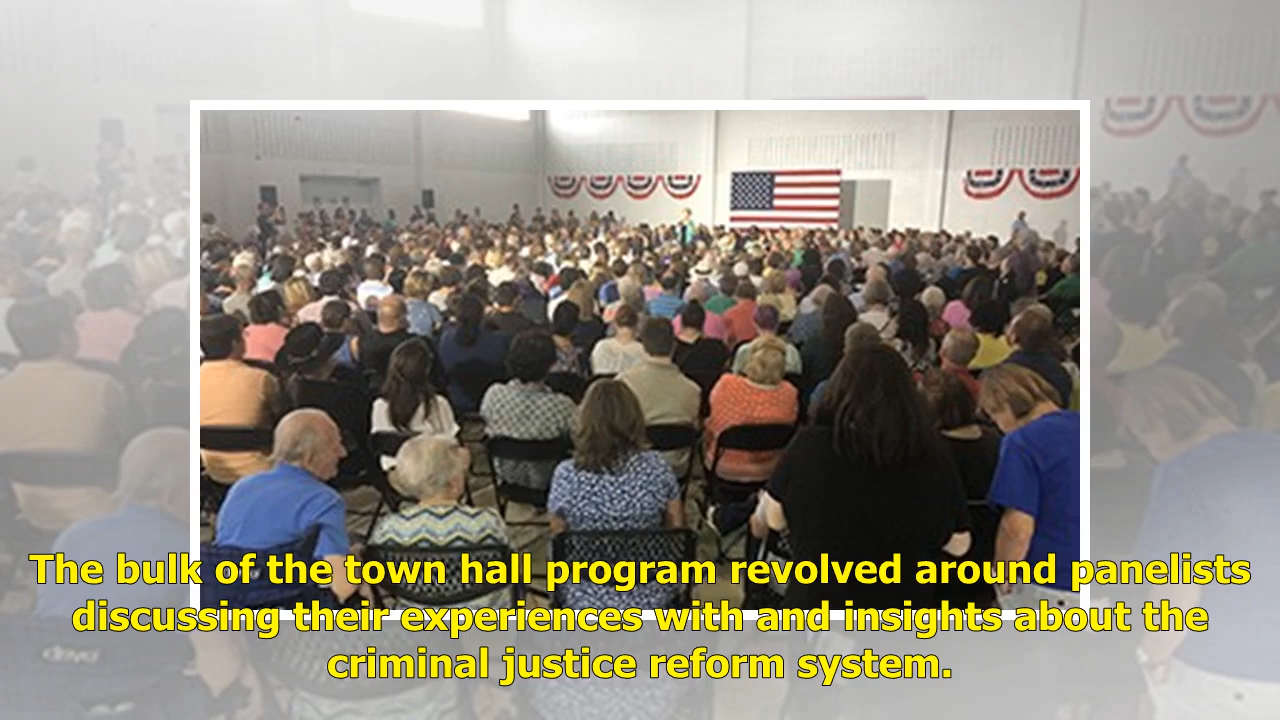 The bulk of the town hall program revolved around panelists
discussing their experiences with and insights about the
criminal justice reform system.